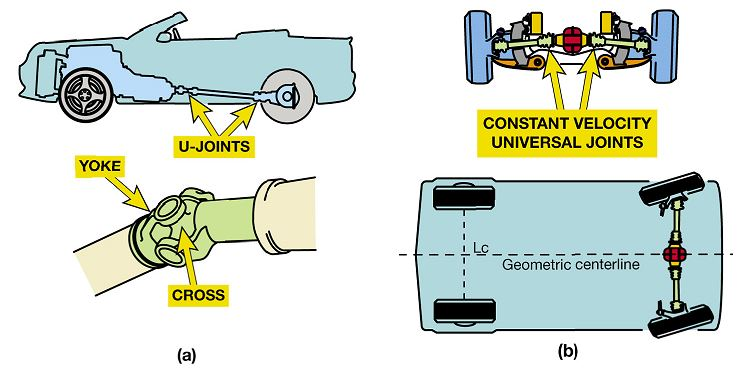 U-JOINTS
YOKE
CROSS
(a)
CONSTANT VELOCITY
UNIVERSAL JOINTS
Lc
Geometric centerline
(b)